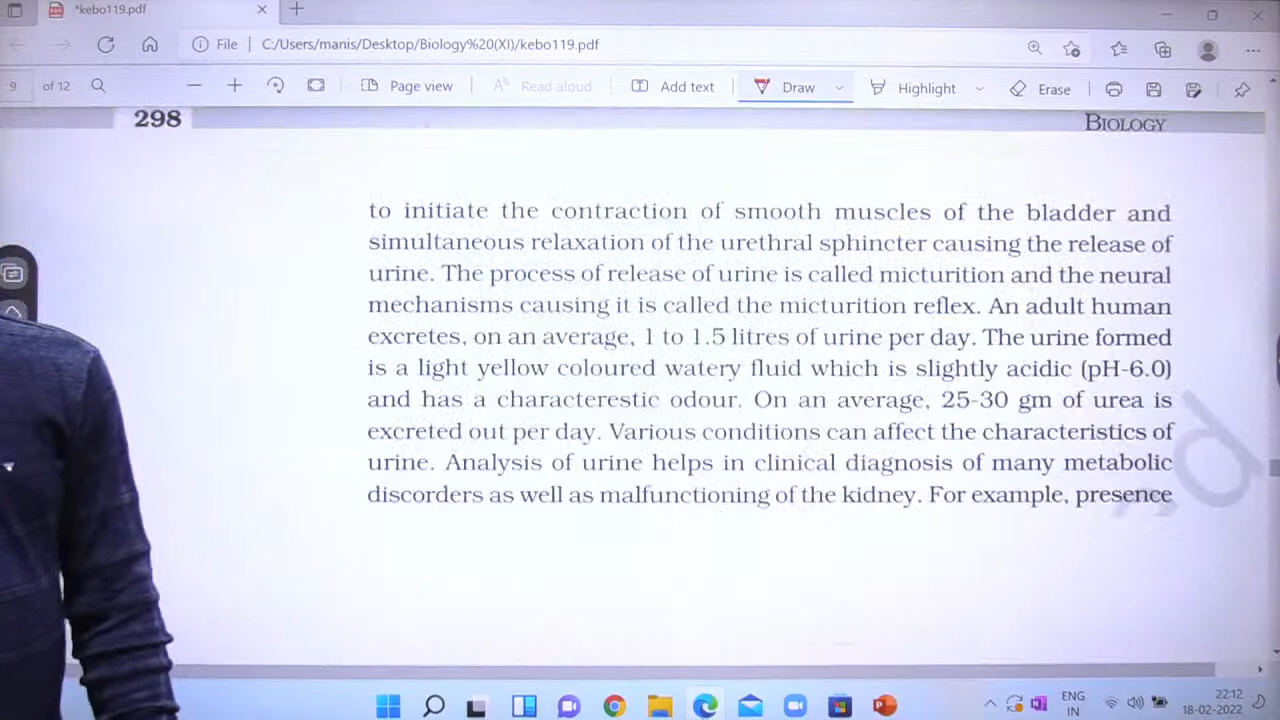 *kebo119.pdf
File | C:/Users/manis/Desktop/Biology%20(XI)/kebo119.pdf
9 of 12 Page view Read aloud Add text Draw Highlight Erase
298 BIOLOGY
to initiate the contraction of smooth muscles of the bladder and
simultaneous relaxation of the urethral sphincter causing the release of
urine. The process of release of urine is called micturition and the neural
mechanisms causing it is called the micturition reflex. An adult human
excretes, on an average, 1 to 1.5 litres of urine per day. The urine formed
is a light yellow coloured watery fluid which is slightly acidic (pH-6.0)
and has a characterestic odour. On an average, 25-30 gm of urea is
excreted out per day. Various conditions can affect the characteristics of
urine. Analysis of urine helps in clinical diagnosis of many metabolic
discorders as well as malfunctioning of the kidney. For example, presence
ENG 22:12
IN 18-02-2022